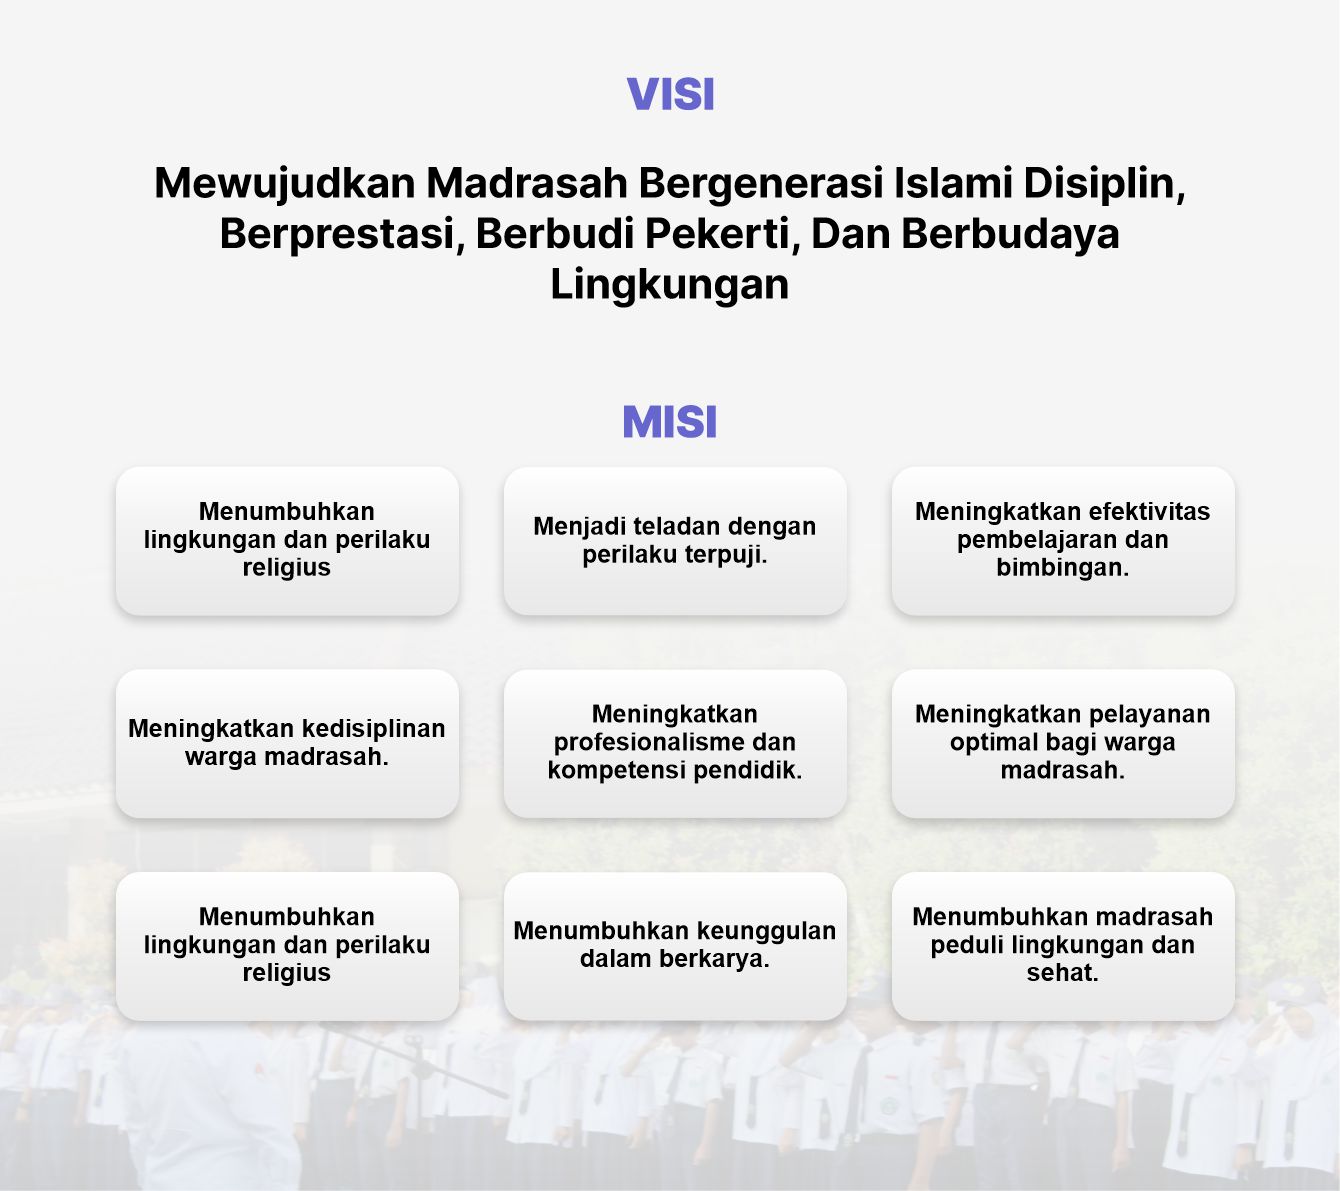 VISI
Mewujudkan Madrasah Bergenerasi Islami Disiplin,
Berprestasi, Berbudi Pekerti, Dan Berbudaya
Lingkungan
MISI
Menumbuhkan
lingkungan dan perilaku
religius
Menjadi teladan dengan
perilaku terpuji.
Meningkatkan efektivitas
pembelajaran dan
bimbingan.
Meningkatkan kedisiplinan
warga madrasah.
Meningkatkan
profesionalisme dan
kompetensi pendidik.
Meningkatkan pelayanan
optimal bagi warga
madrasah.
Menumbuhkan
lingkungan dan perilaku
religius
Menumbuhkan keunggulan
dalam berkarya.
Menumbuhkan madrasah
peduli lingkungan dan
sehat.